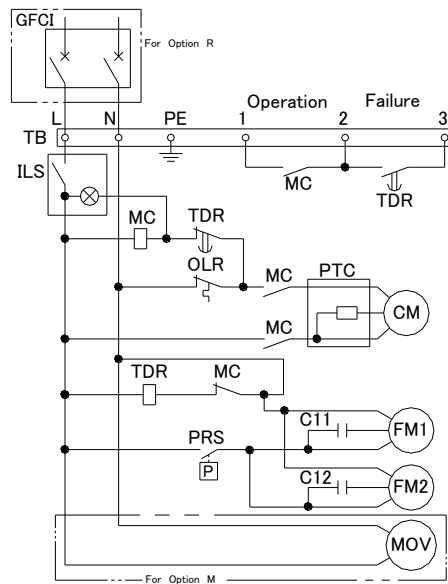 GFCI
For Option R
Operation Failure
L N PE 1 2 3
TB
ILS
MC
TDR
MC TDR
OLR
MC PTC
CM
MC
TDR MC
C11
FM1
PRS
P
C12
FM2
MOV
For Option M